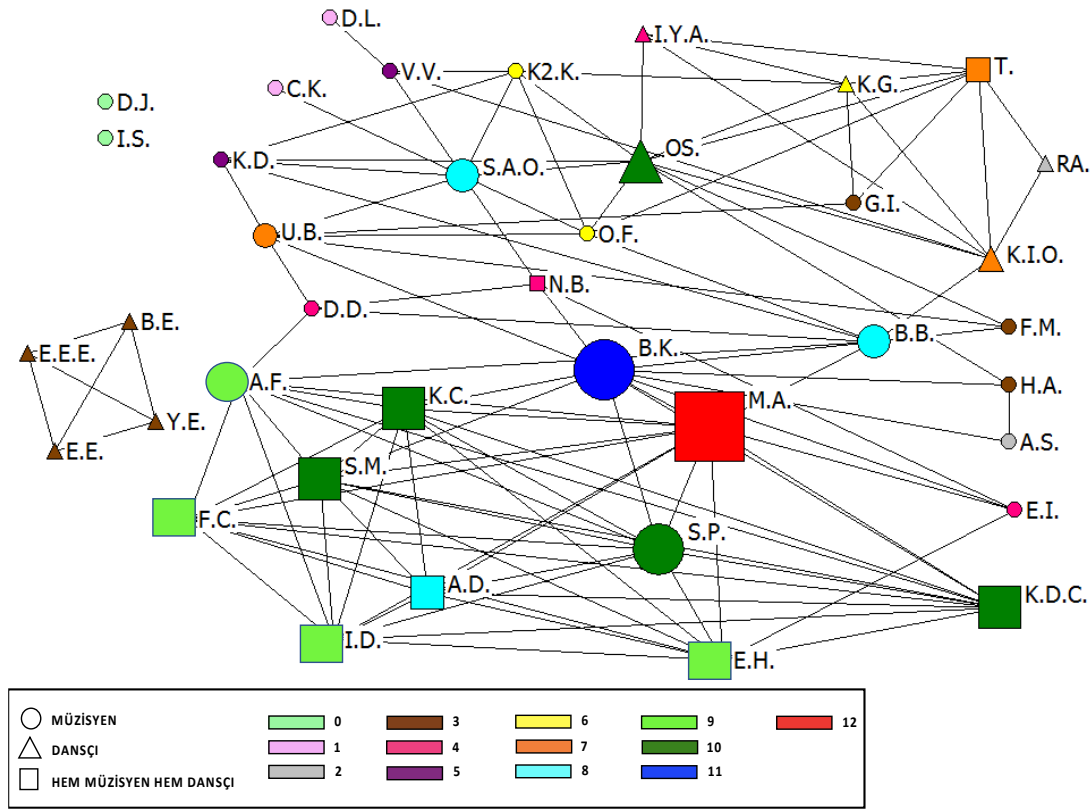 D.L.
I.Y.A.
V.V.
K2.K.
T.
C.K.
K.G.
D.J.
I.S.
OS.
K.D.
S.A.O.
RA.
G.I.
U.B.
O.F.
K.I.O.
N.B.
D.D.
B.E.
F.M.
B.B.
E.E.E.
B.K.
A.F.
H.A.
K.C.
M.A.
Y.E.
A.S.
E.E.
S.M.
E.I.
F.C.
S.P.
A.D.
K.D.C.
I.D.
E.H.
MÜZİSYEN
DANSÇI
HEM MÜZİSYEN HEM DANSÇI
0 3 6 9 12
1 4 7 10
2 5 8 11